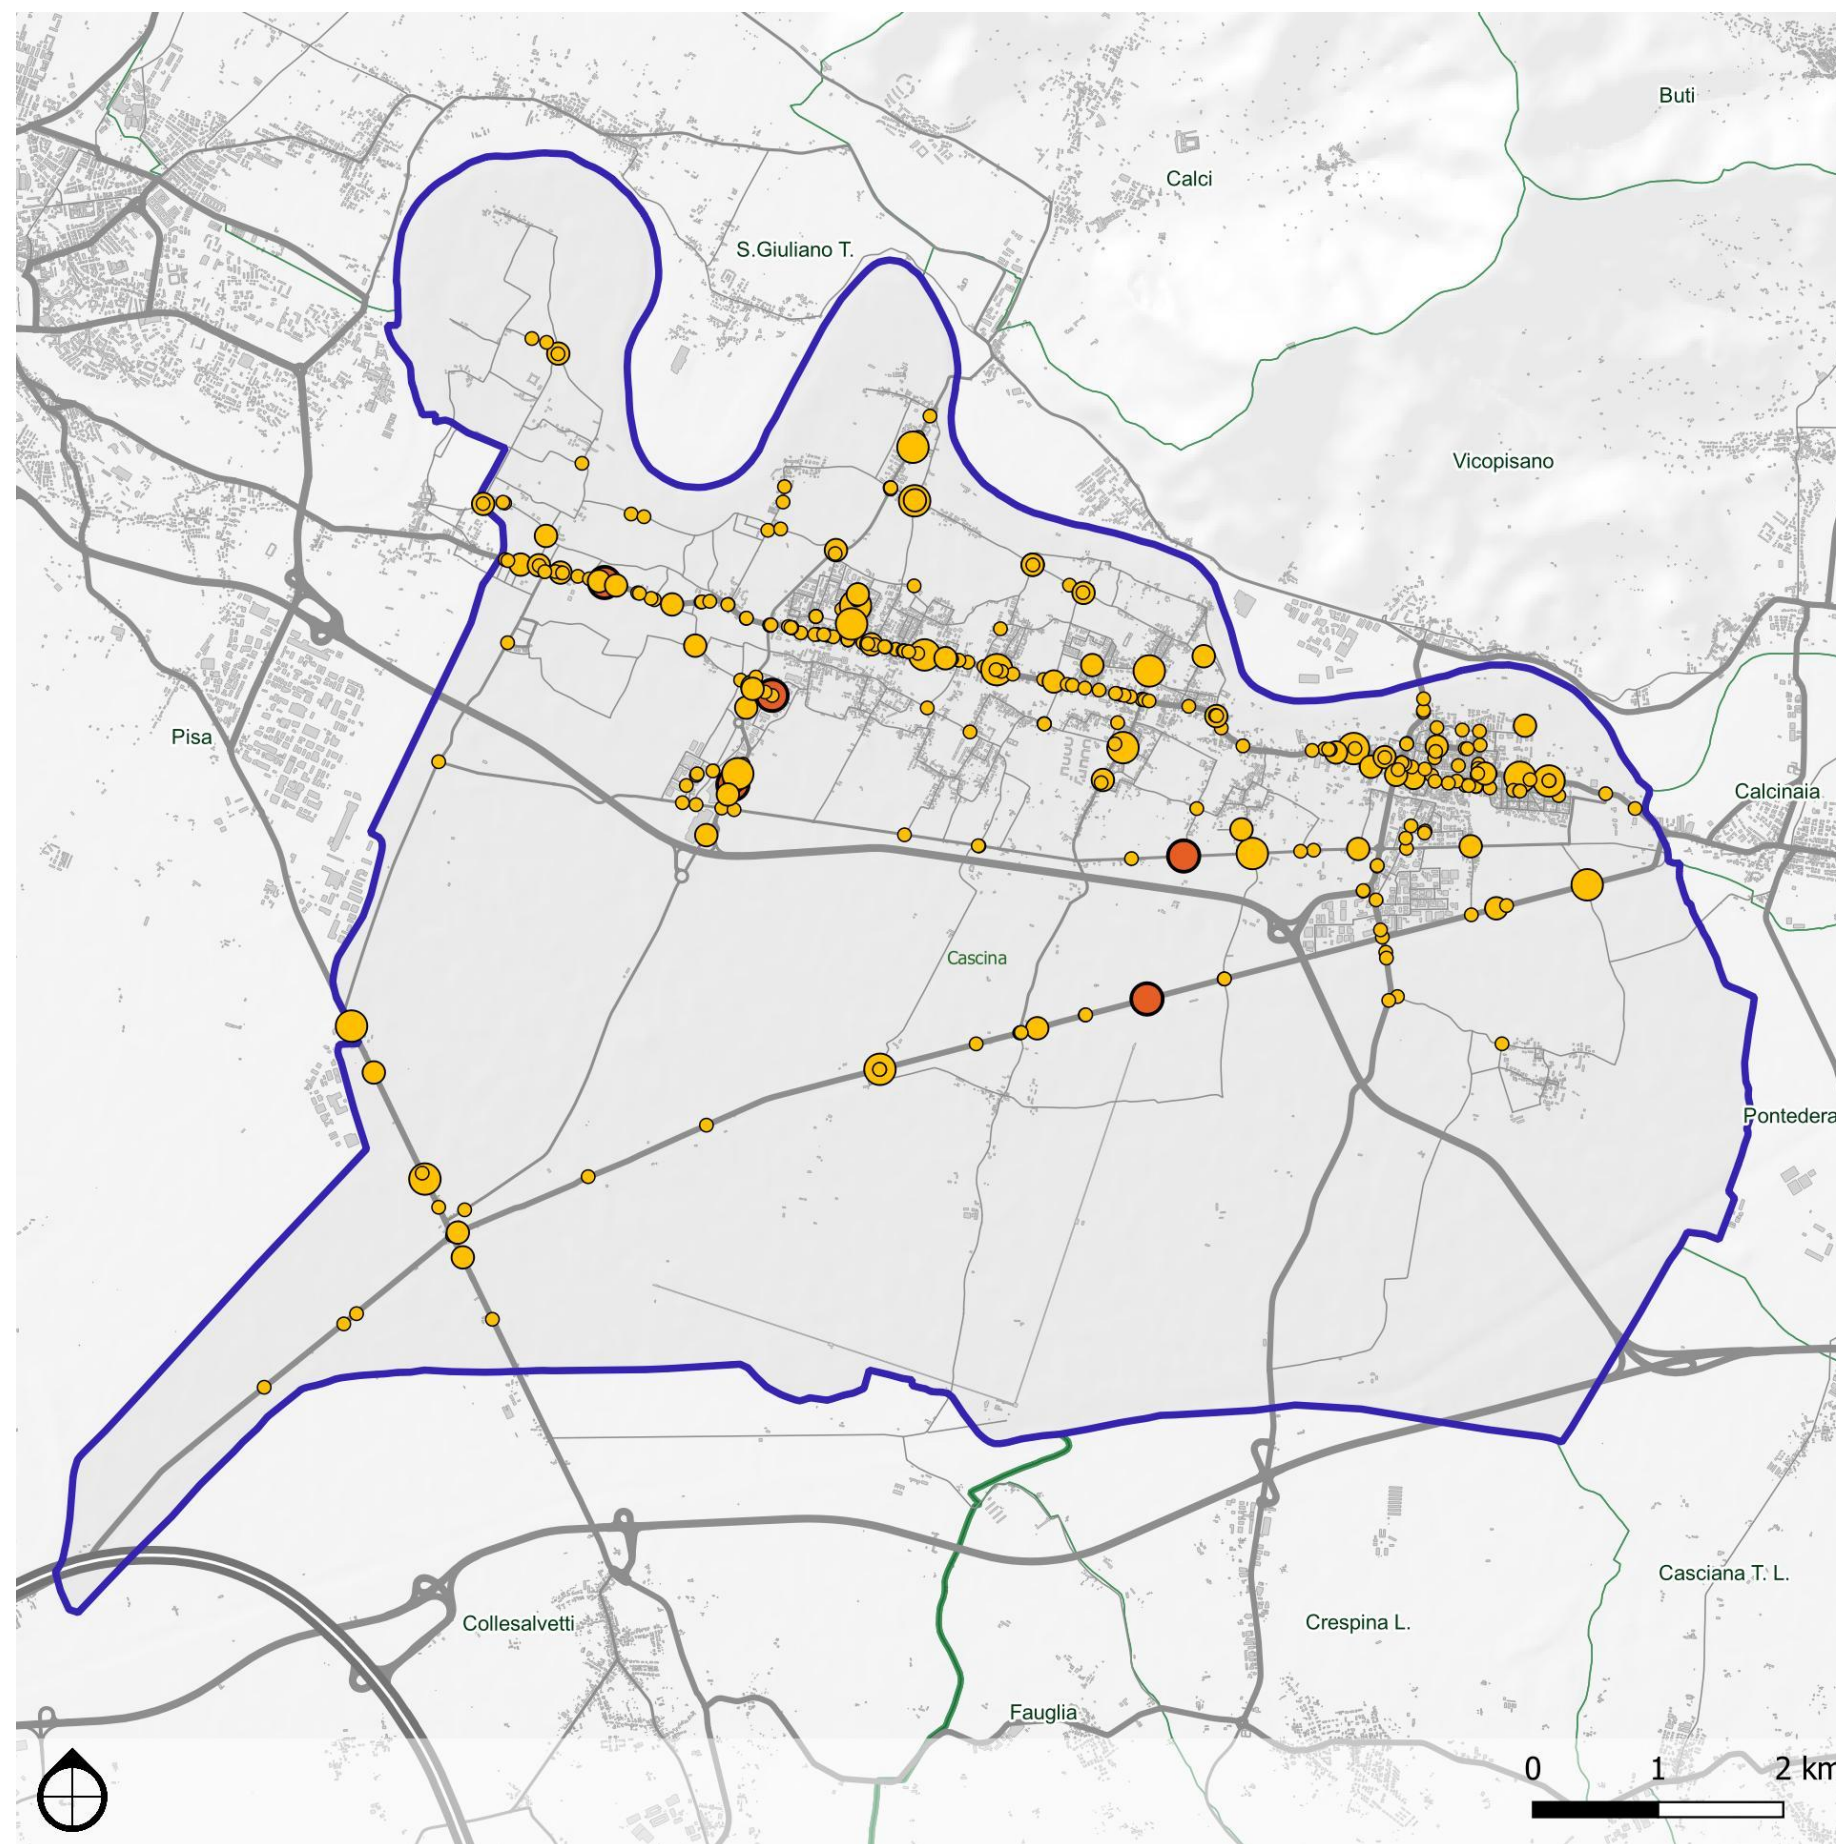 Buti
Calci
S.Giuliano T.
Vicopisano
Pisa
Calcinaia
Cascina
Pontedera
Casciana T. L.
Collesalvetti
Crespina L.
Fauglia
0 1 2 km